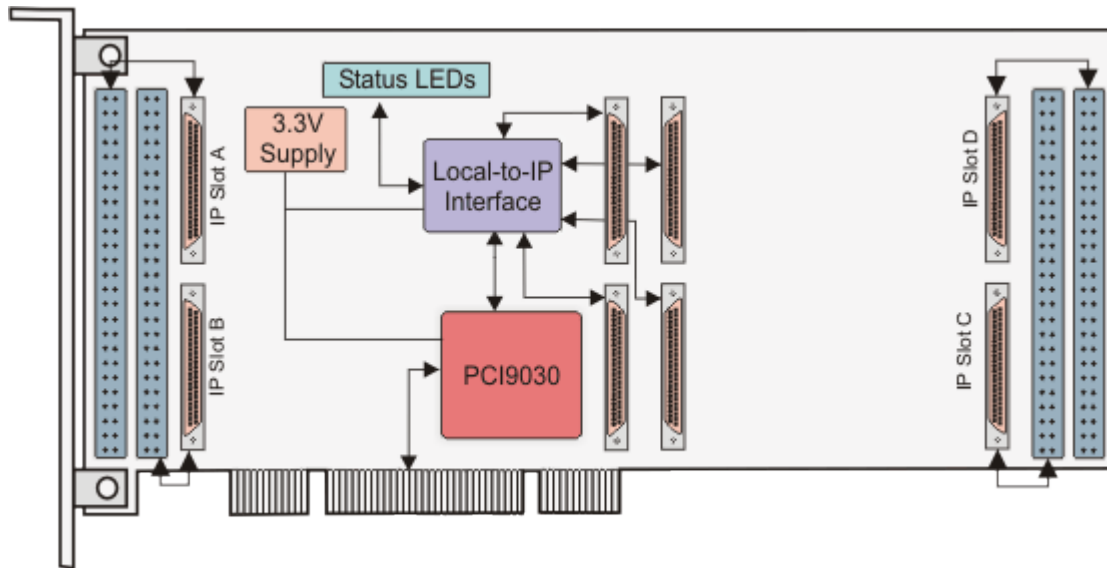 Status LEDs
3.3V
Supply
Local-to-IP
Interface
IP Slot A
IP Slot D
PCI9030
IP Slot B
IP Slot C